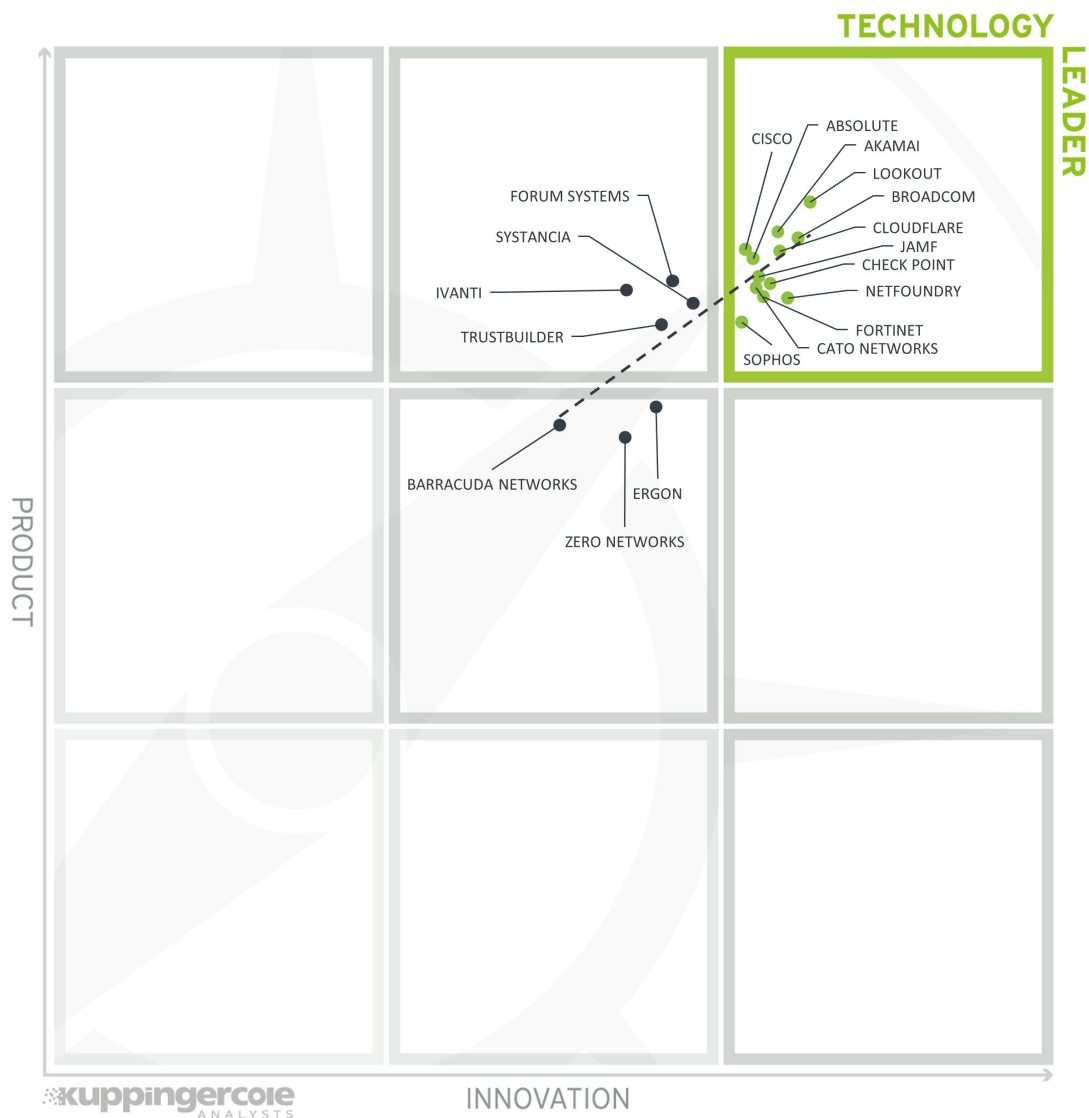 TECHNOLOGY
LEADER
CISCO
ABSOLUTE
AKAMAI
LOOKOUT
BROADCOM
CLOUDFLARE
JAMF
CHECK POINT
NETFOUNDRY
FORTINET
CATO NETWORKS
SOPHOS
FORUM SYSTEMS
SYSTANCIA
IVANTI
TRUSTBUILDER
BARRACUDA NETWORKS
ERGON
ZERO NETWORKS
PRODUCT
INNOVATION
kuppingercole
ANALYSTS